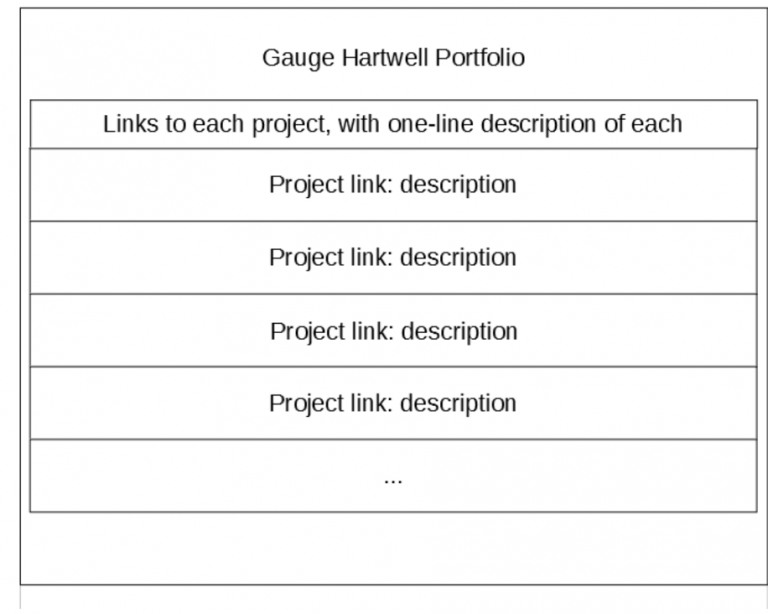 Gauge Hartwell Portfolio
Links to each project, with one-line description of each
Project link: description
Project link: description
Project link: description
Project link: description
...